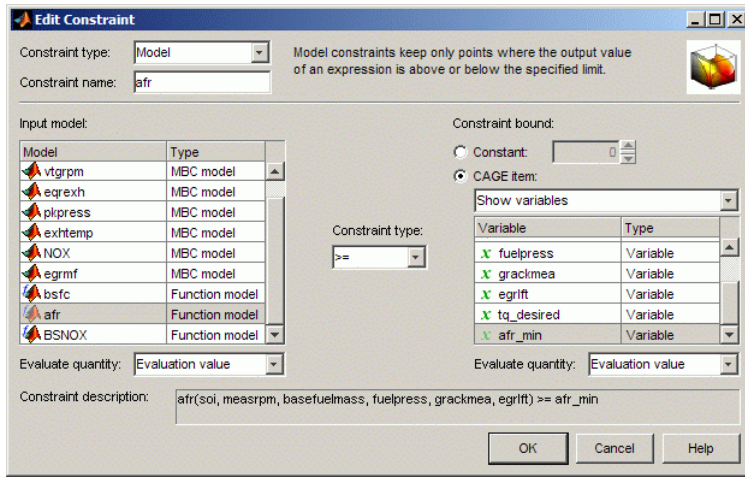 Edit Constraint
Constraint type: Model
Model constraints keep only points where the output value
of an expression is above or below the specified limit.
Constraint name: afr
Input model:
Model Type
vtgrpm MBC model
eqrexh MBC model
pkpress MBC model
exhtemp MBC model
NOX MBC model
egrmf MBC model
bsfc Function model
afr Function model
BSNOX Function model
Evaluate quantity: Evaluation value
Constraint type:
>=
Constraint bound:
Constant: 0
CAGE item:
Show variables
Variable Type
fuelpress Variable
grackmea Variable
egrlft Variable
tq_desired Variable
afr_min Variable
Evaluate quantity: Evaluation value
Constraint description: afr(soi, measrpm, basefuelmass, fuelpress, grackmea, egrlft) >= afr_min
OK Cancel Help